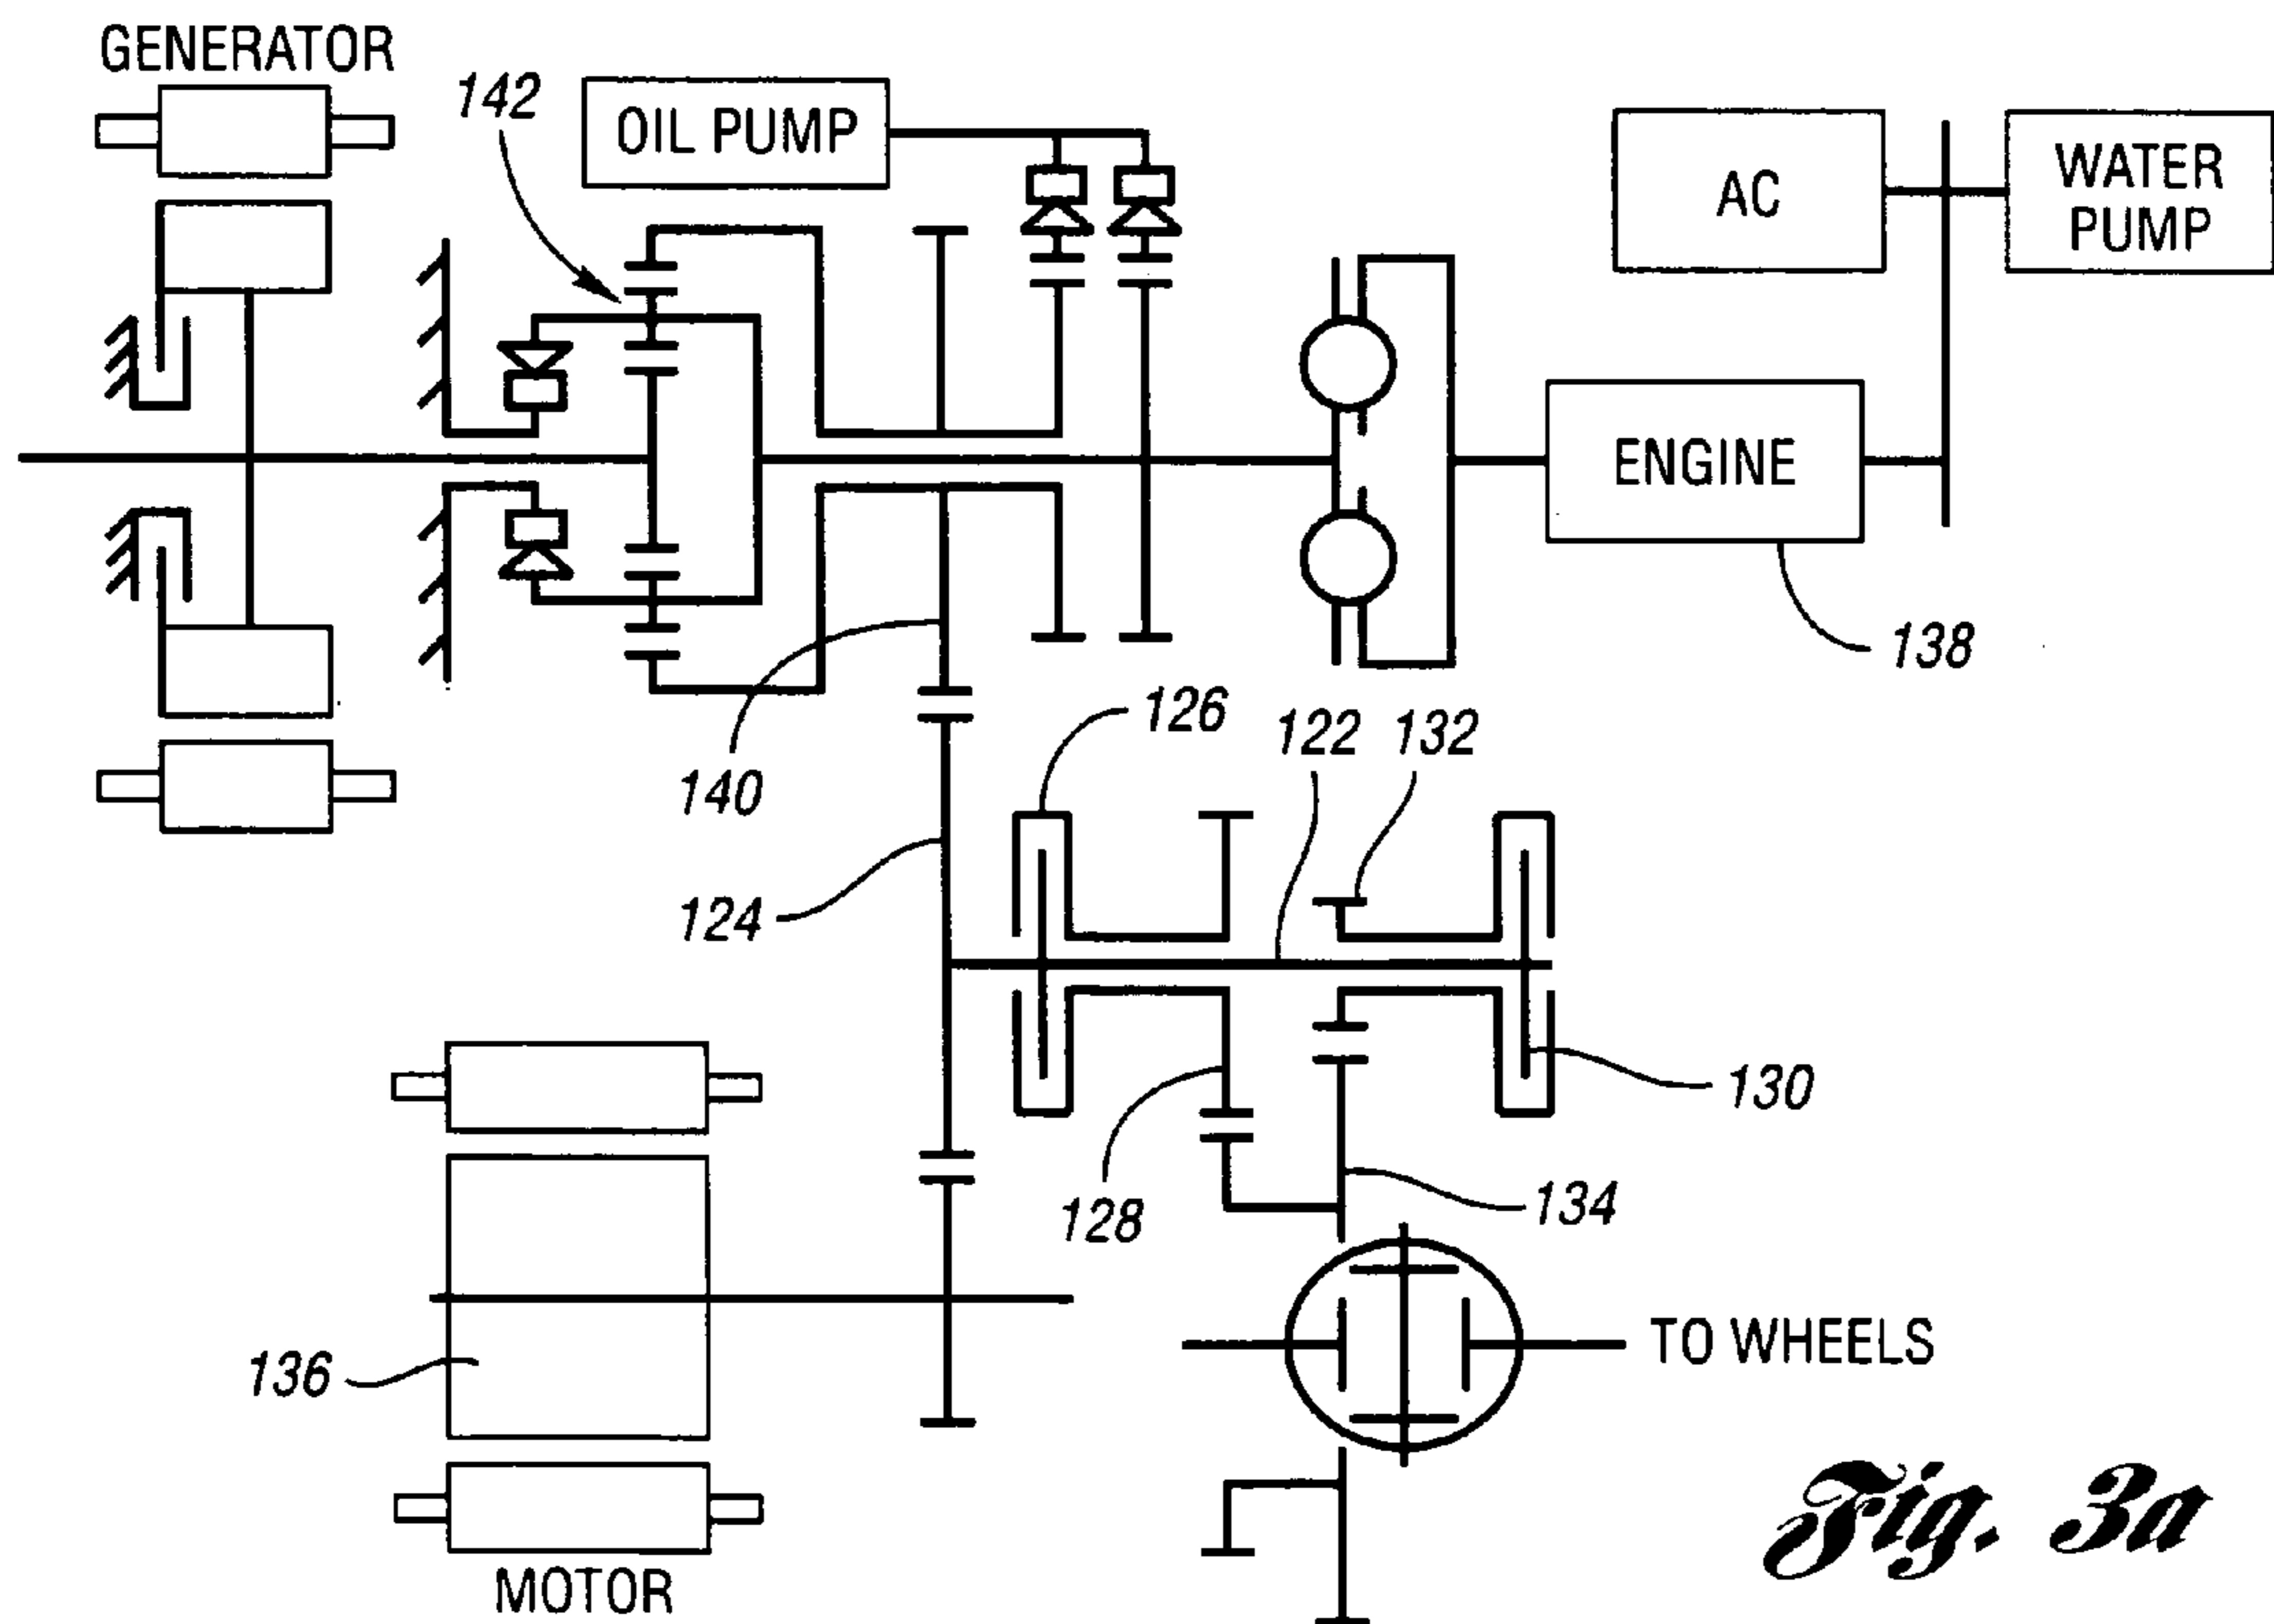 GENERATOR
142
OIL PUMP
AC
WATER
PUMP
ENGINE
138
126
122
132
140
124
130
128
134
136
TO WHEELS
MOTOR
Fig. 3a